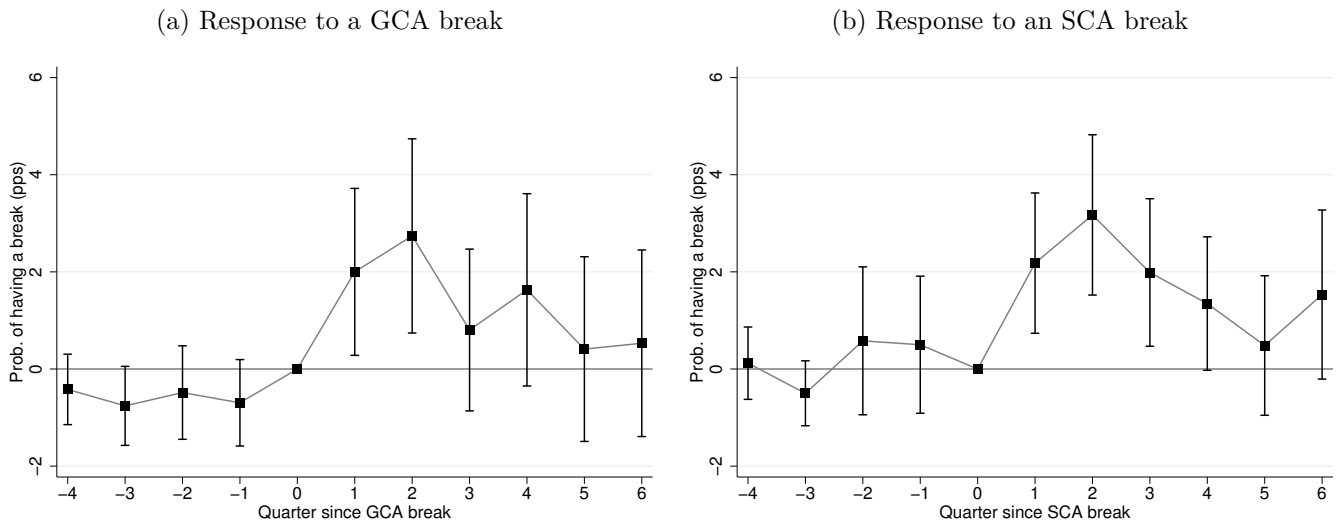 (a) Response to a GCA break
(b) Response to an SCA break
Prob. of having a break (pps)
6
4
2
0
−2
−4 −3 −2 −1 0 1 2 3 4 5 6
Quarter since GCA break
Prob. of having a break (pps)
6
4
2
0
−2
−4 −3 −2 −1 0 1 2 3 4 5 6
Quarter since SCA break